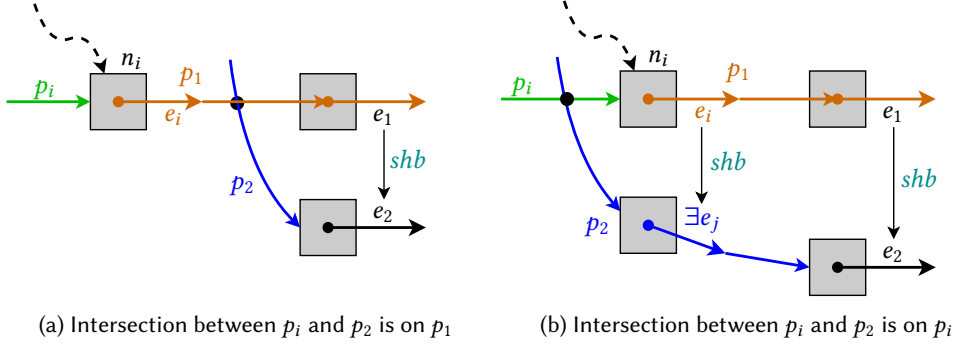 n_i
p_i
p_1
e_i
e_1
shb
p_2
e_2
(a) Intersection between p_i and p_2 is on p_1
n_i
p_i
p_1
e_i
e_1
shb
shb
p_2
∃e_j
e_2
(b) Intersection between p_i and p_2 is on p_i